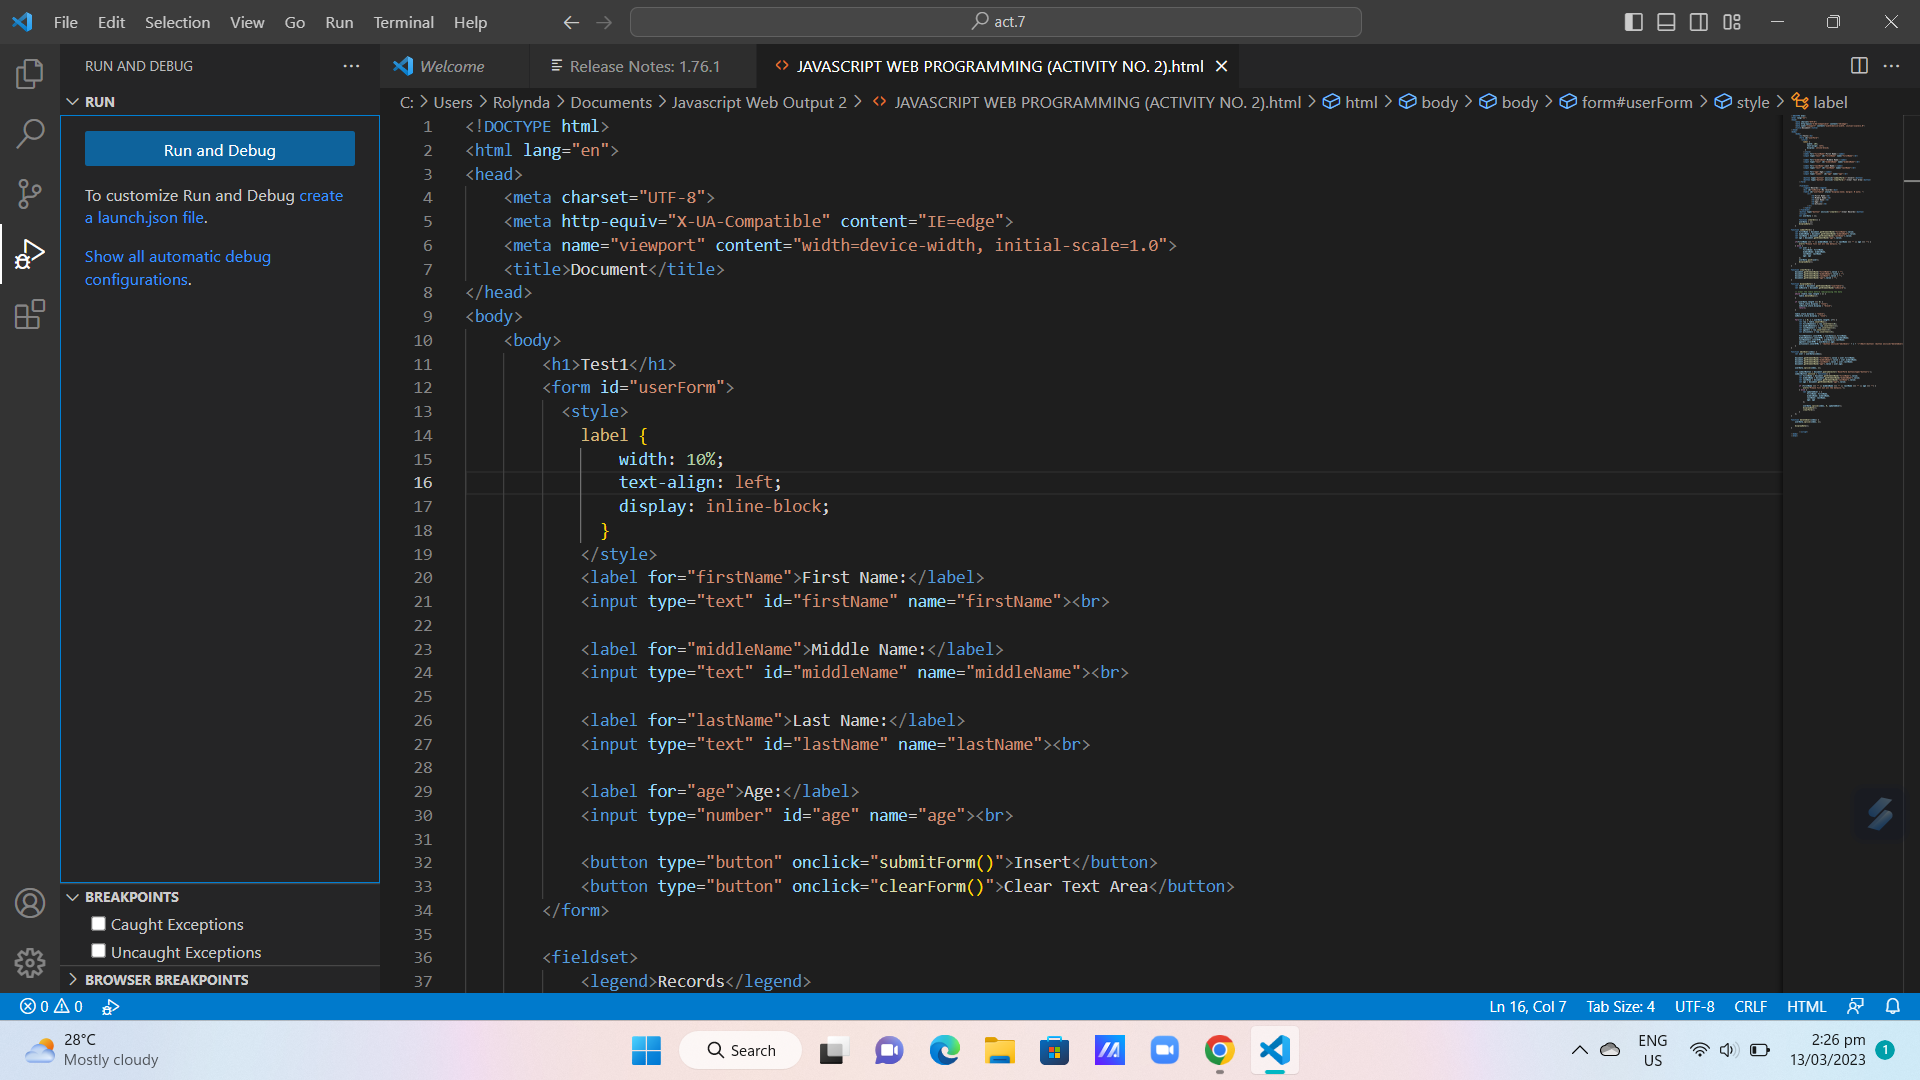 File Edit Selection View Go Run Terminal Help
act.7
RUN AND DEBUG
RUN
Run and Debug
To customize Run and Debug create
a launch.json file.
Show all automatic debug
configurations.
BREAKPOINTS
Caught Exceptions
Uncaught Exceptions
BROWSER BREAKPOINTS
Welcome
Release Notes: 1.76.1
JAVASCRIPT WEB PROGRAMMING (ACTIVITY NO. 2).html
C: > Users > Rolynda > Documents > Javascript Web Output 2 > JAVASCRIPT WEB PROGRAMMING (ACTIVITY NO. 2).html > html > body > body > form#userForm > style > label
1 <!DOCTYPE html>
2 <html lang="en">
3 <head>
4 <meta charset="UTF-8">
5 <meta http-equiv="X-UA-Compatible" content="IE=edge">
6 <meta name="viewport" content="width=device-width, initial-scale=1.0">
7 <title>Document</title>
8 </head>
9 <body>
10 <body>
11 <h1>Test1</h1>
12 <form id="userForm">
13 <style>
14 label {
15 width: 10%;
16 text-align: left;
17 display: inline-block;
18 }
19 </style>
20 <label for="firstName">First Name:</label>
21 <input type="text" id="firstName" name="firstName"><br>
22
23 <label for="middleName">Middle Name:</label>
24 <input type="text" id="middleName" name="middleName"><br>
25
26 <label for="lastName">Last Name:</label>
27 <input type="text" id="lastName" name="lastName"><br>
28
29 <label for="age">Age:</label>
30 <input type="number" id="age" name="age"><br>
31
32 <button type="button" onclick="submitForm()">Insert</button>
33 <button type="button" onclick="clearForm()">Clear Text Area</button>
34 </form>
35
36 <fieldset>
37 <legend>Records</legend>
0 0
Ln 16, Col 7 Tab Size: 4 UTF-8 CRLF HTML
28°C
Mostly cloudy
Search
ENG
US
2:26 pm
13/03/2023
1